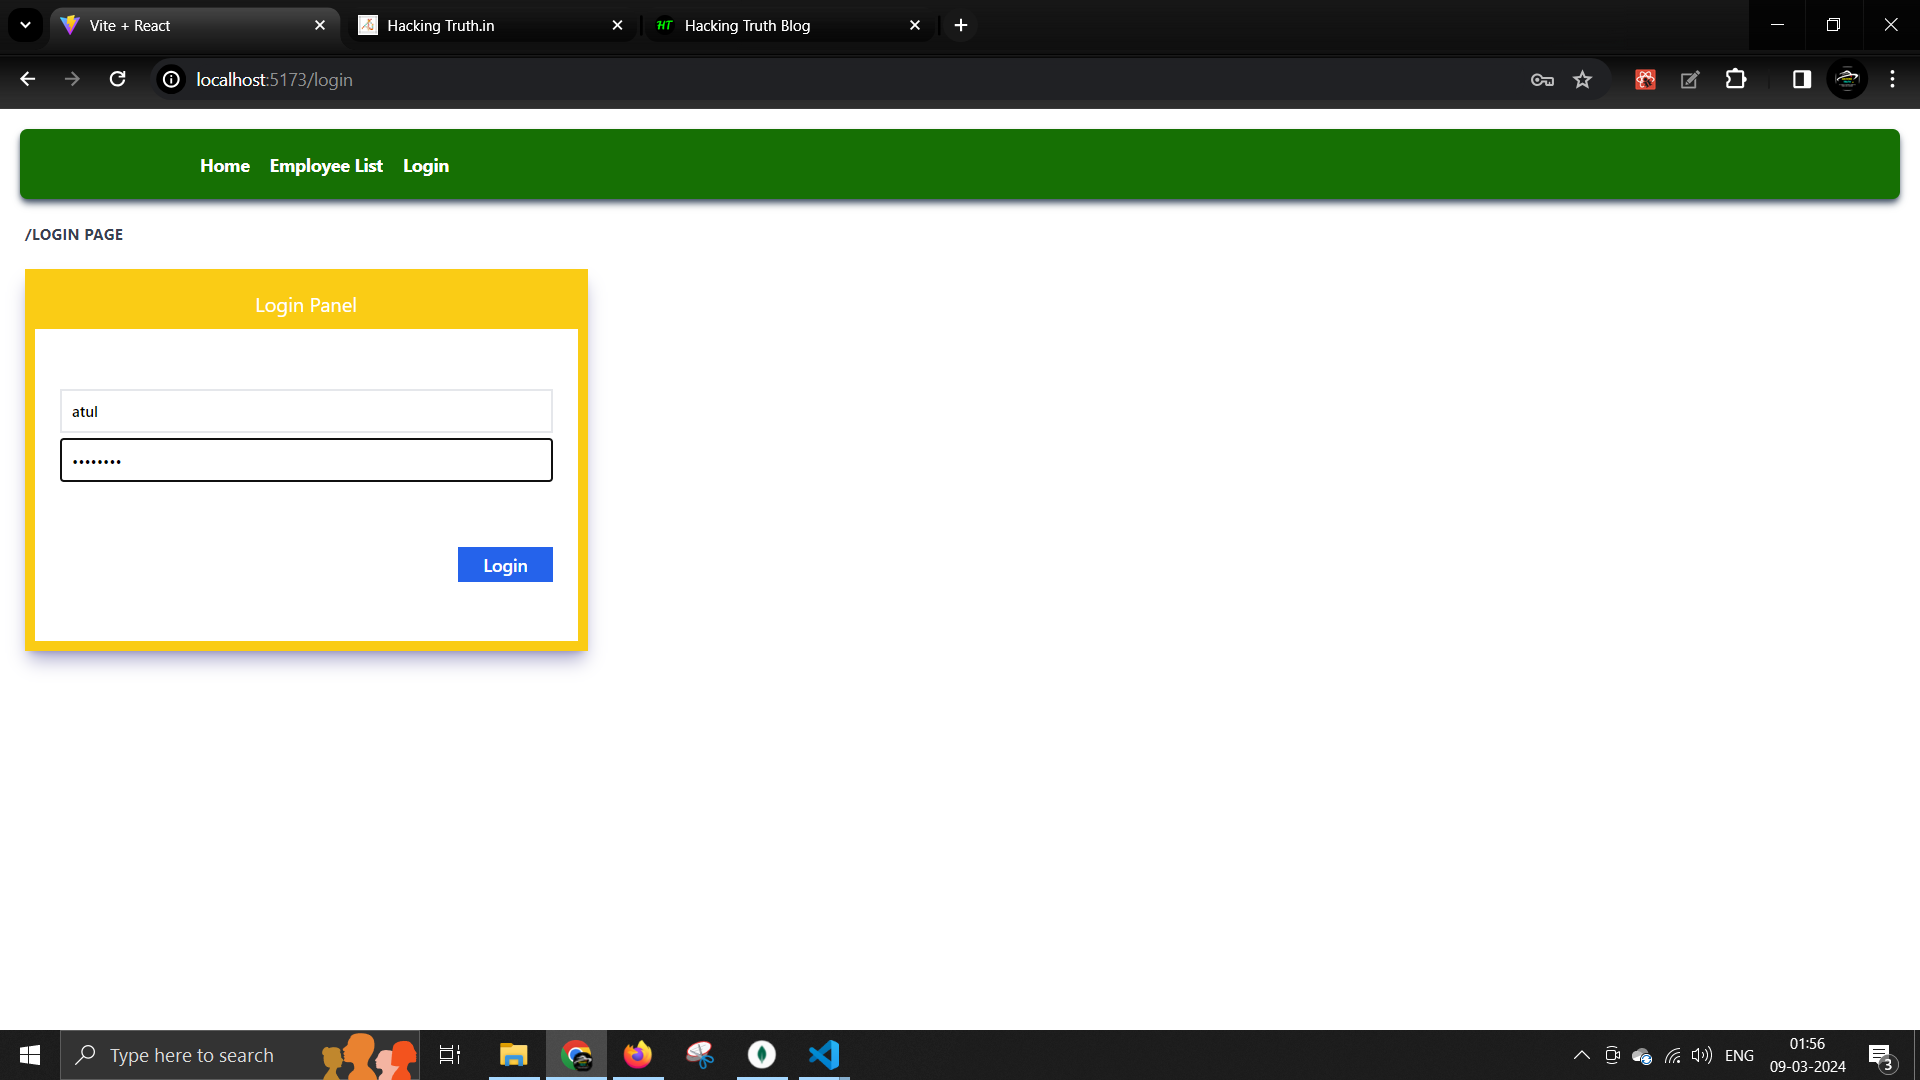 Vite + React
Hacking Truth.in
HT Hacking Truth Blog
localhost:5173/login
Home Employee List Login
/LOGIN PAGE
Login Panel
atul
••••••••
Login
Type here to search
ENG
01:56
09-03-2024
3